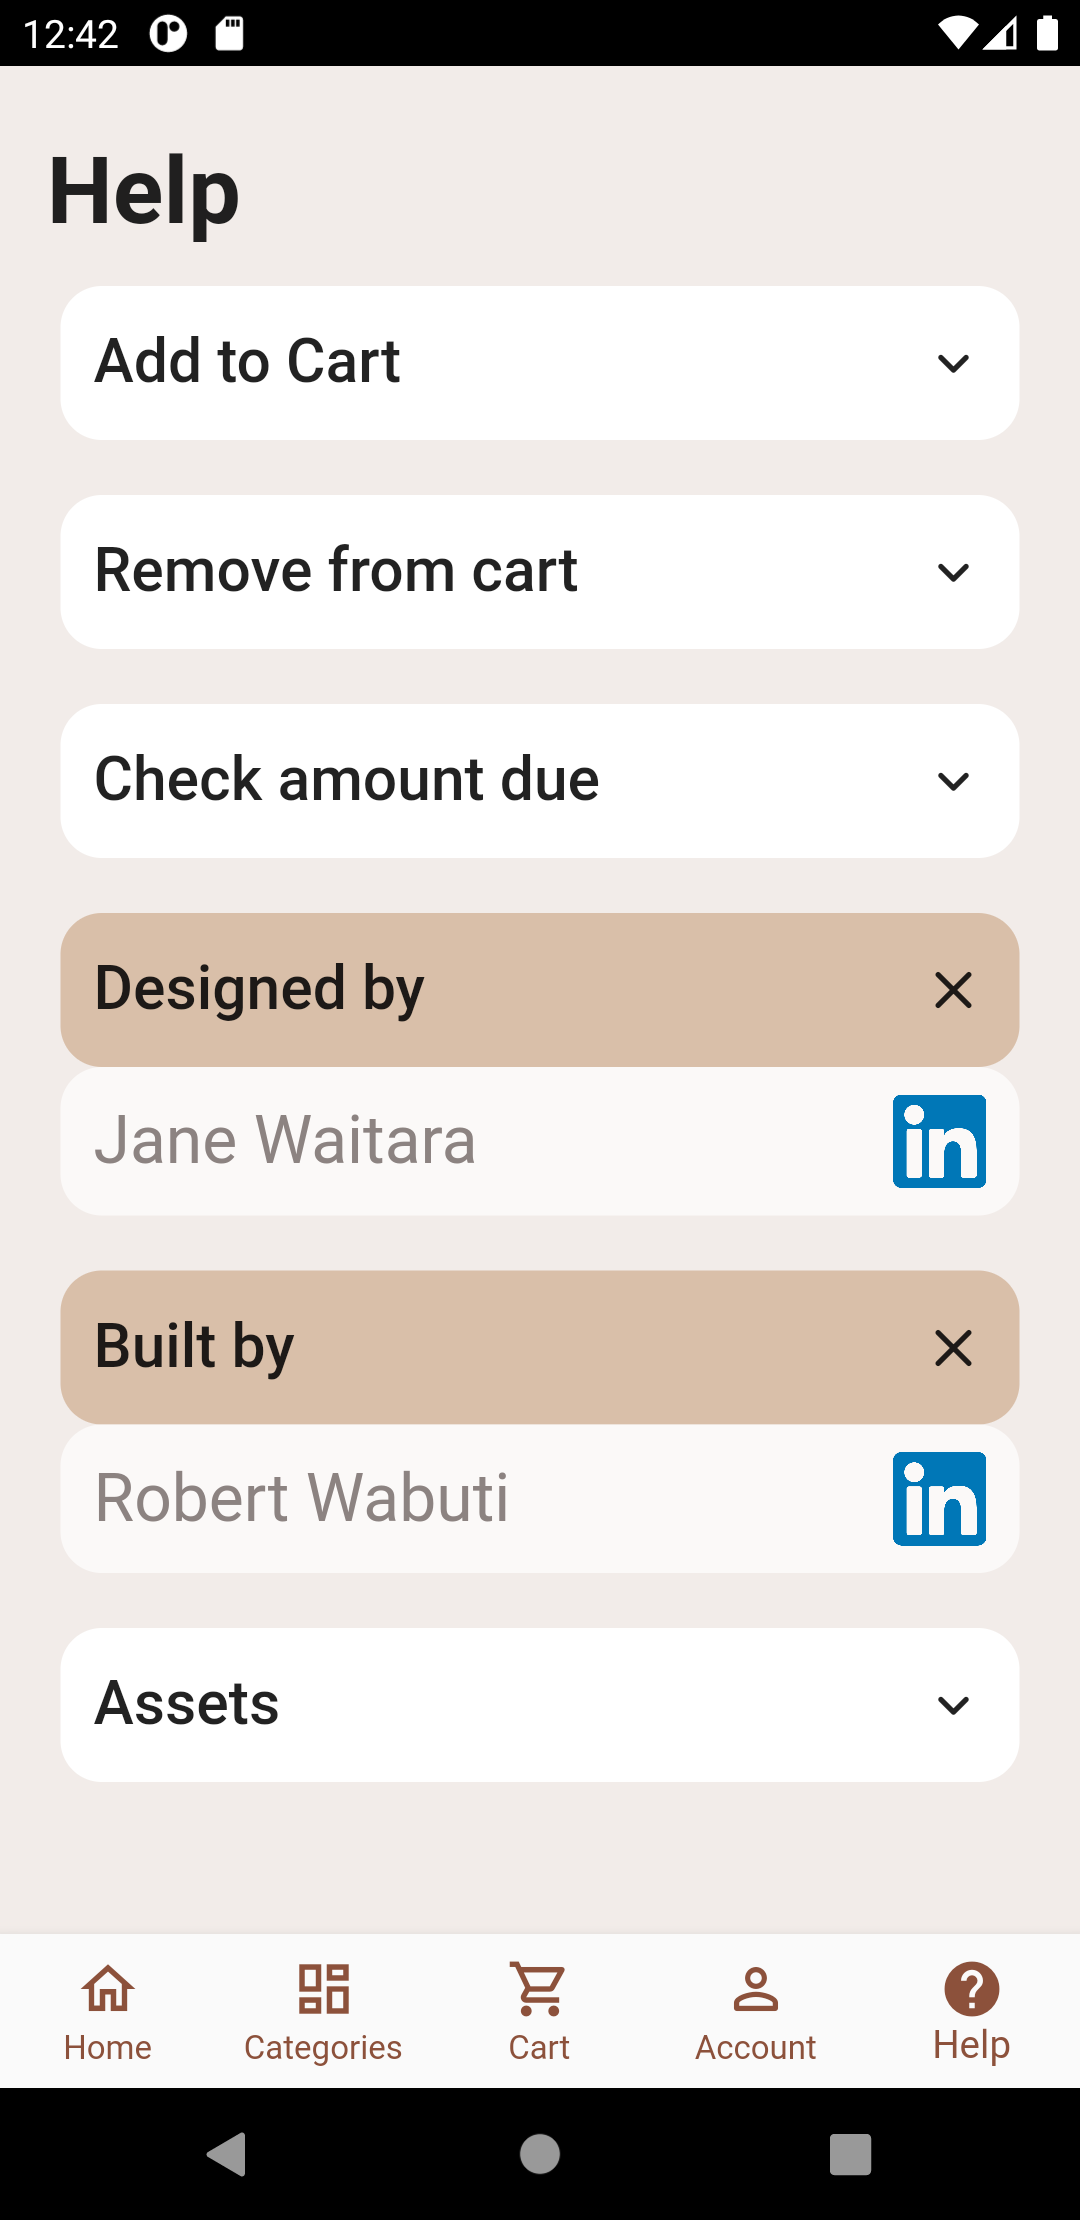 12:42
Help
Add to Cart
Remove from cart
Check amount due
Designed by
Jane Waitara
in
Built by
Robert Wabuti
in
Assets
Home
Categories
Cart
Account
Help